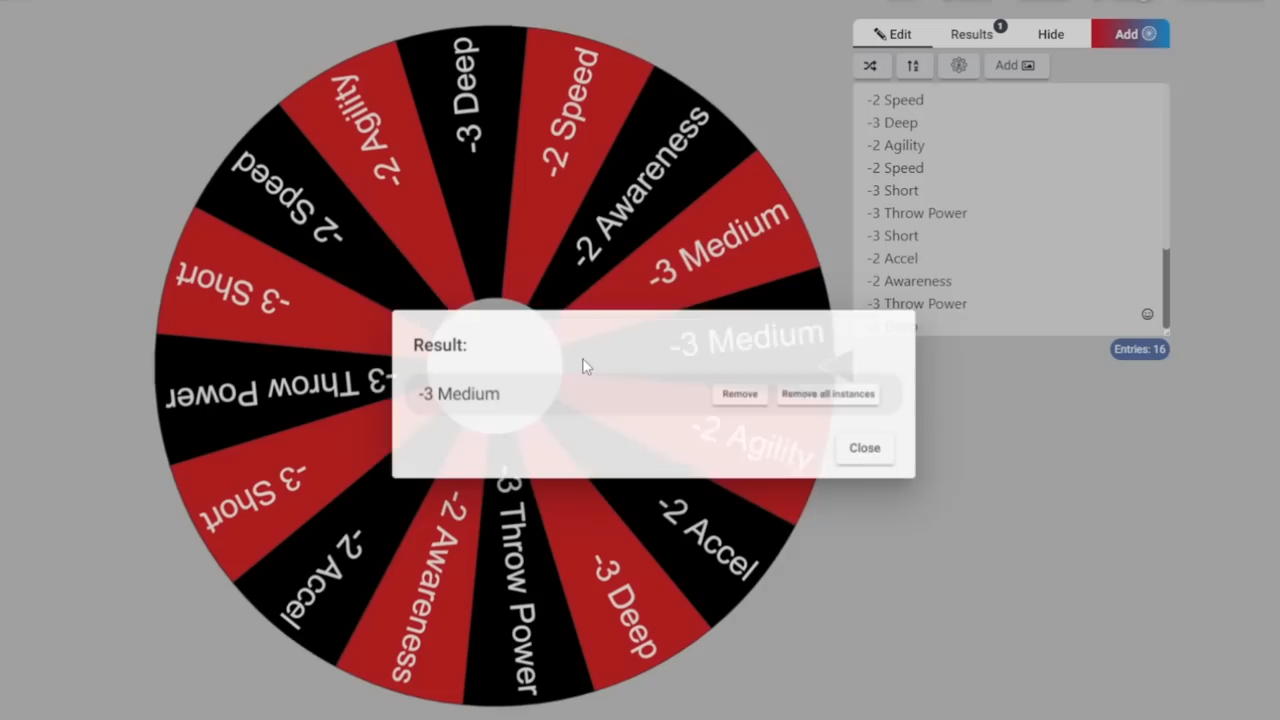 Edit
Results
1
Hide
Add
Add
-2 Speed
-3 Deep
-2 Agility
-2 Speed
-3 Short
-3 Throw Power
-3 Short
-2 Accel
-2 Awareness
-3 Throw Power
Entries: 16
-3 Deep
-2 Speed
-2 Awareness
-3 Medium
-3 Medium
-2 Agility
-2 Accel
-3 Deep
-3 Throw Power
-2 Awareness
-2 Accel
-3 Short
-3 Throw Power
-3 Short
-2 Speed
-2 Agility
Result:
-3 Medium
Remove
Remove all instances
Close